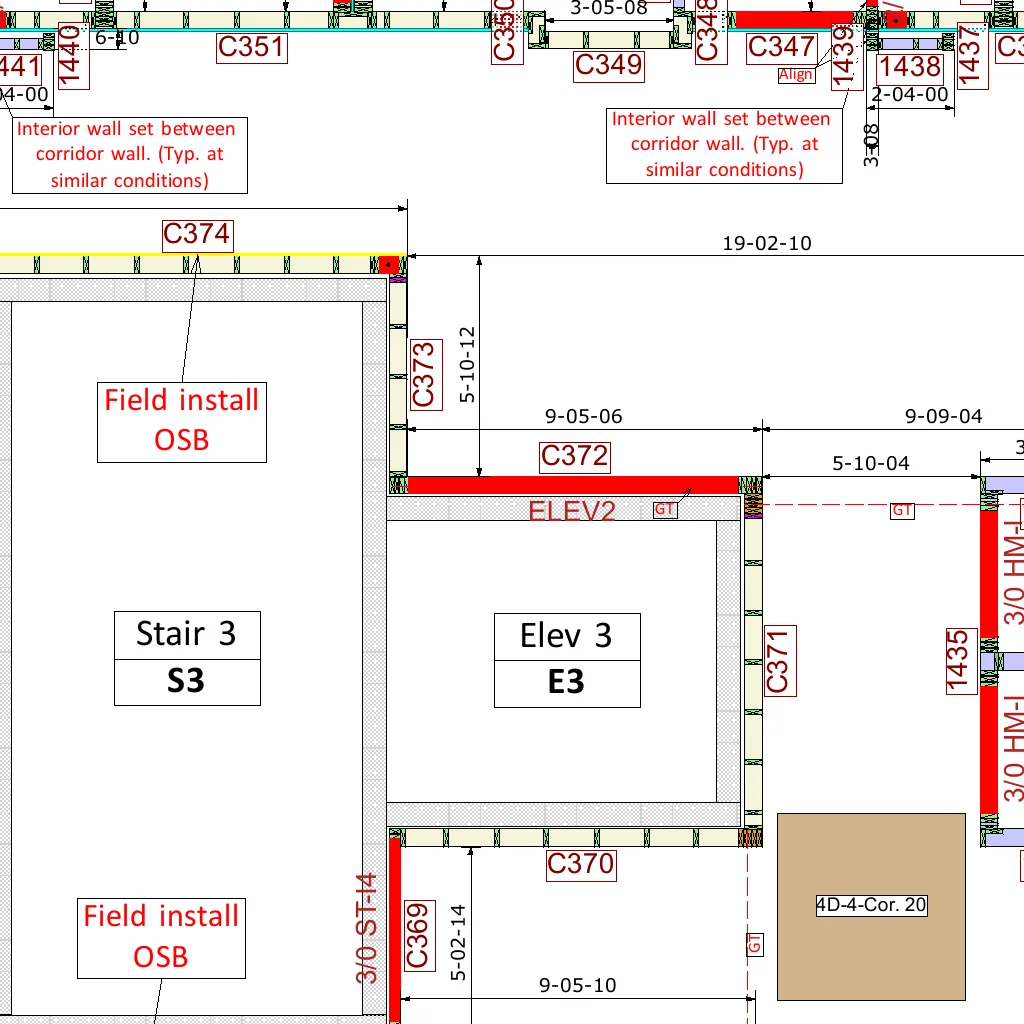 3-05-08
C350
C348
6-10
C351
C349
C347
1439
1437
1440
441
Align
1438
04-00
2-04-00
Interior wall set between
corridor wall. (Typ. at
similar conditions)
Interior wall set between
corridor wall. (Typ. at
similar conditions)
3-08
C374
19-02-10
5-10-12
C373
Field install
OSB
9-05-06
9-09-04
C372
5-10-04
ELEV2
GT
GT
3/0 HM-I
Stair 3
S3
Elev 3
E3
C371
1435
3/0 HM-I
C370
4D-4-Cor. 20
3/0 ST-I4
C369
5-02-14
GT
Field install
OSB
9-05-10